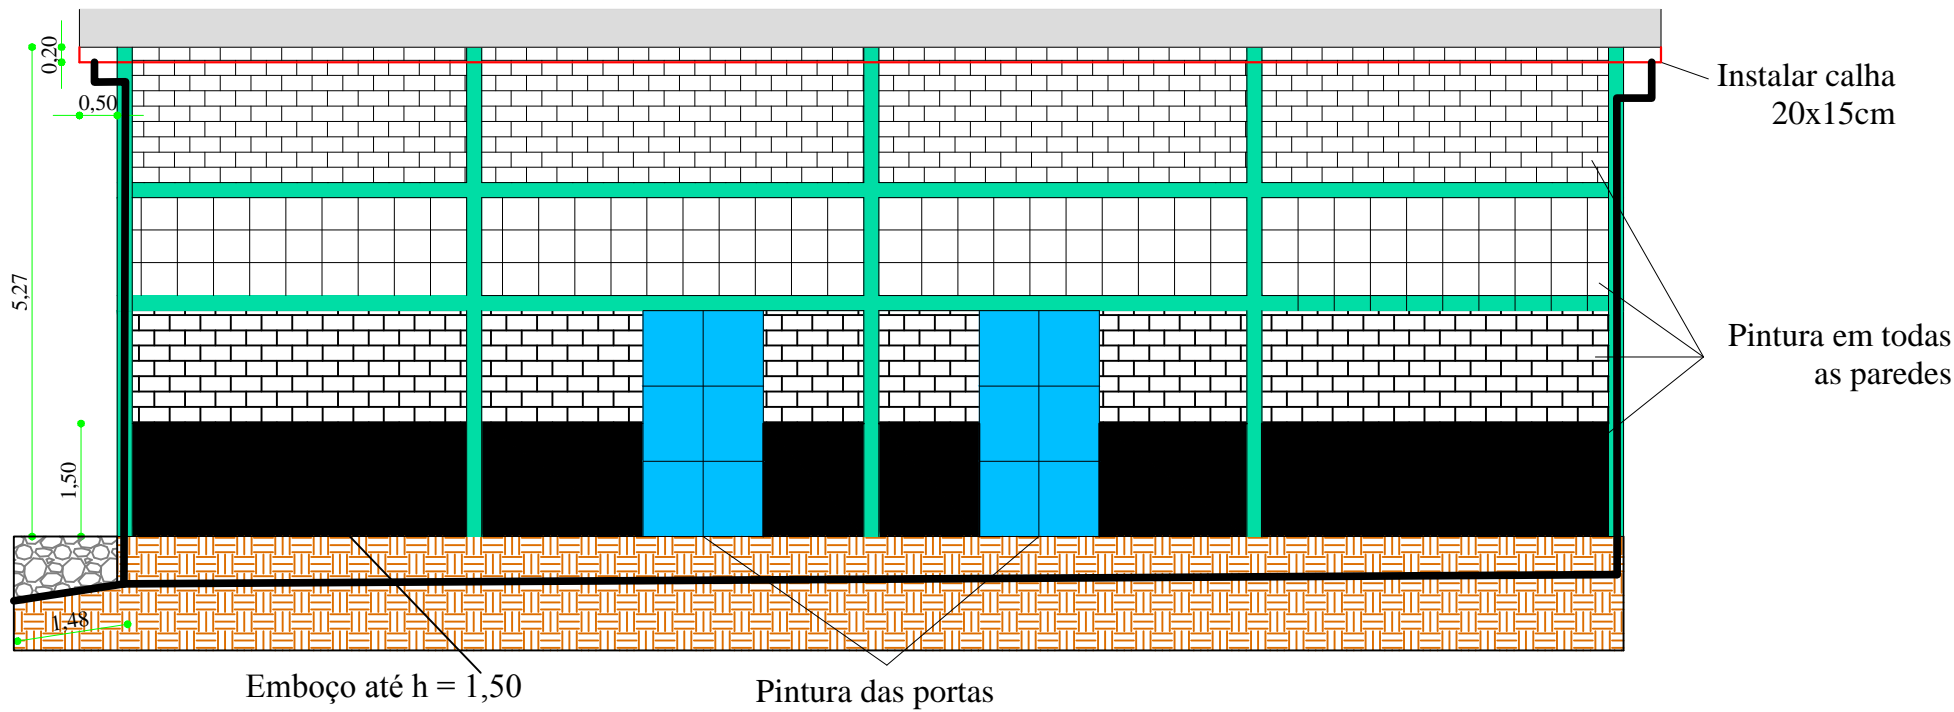 0,20
Instalar calha
20x15cm
0,50
5,27
Pintura em todas
as paredes
1,50
1,48
Emboço até h = 1,50
Pintura das portas